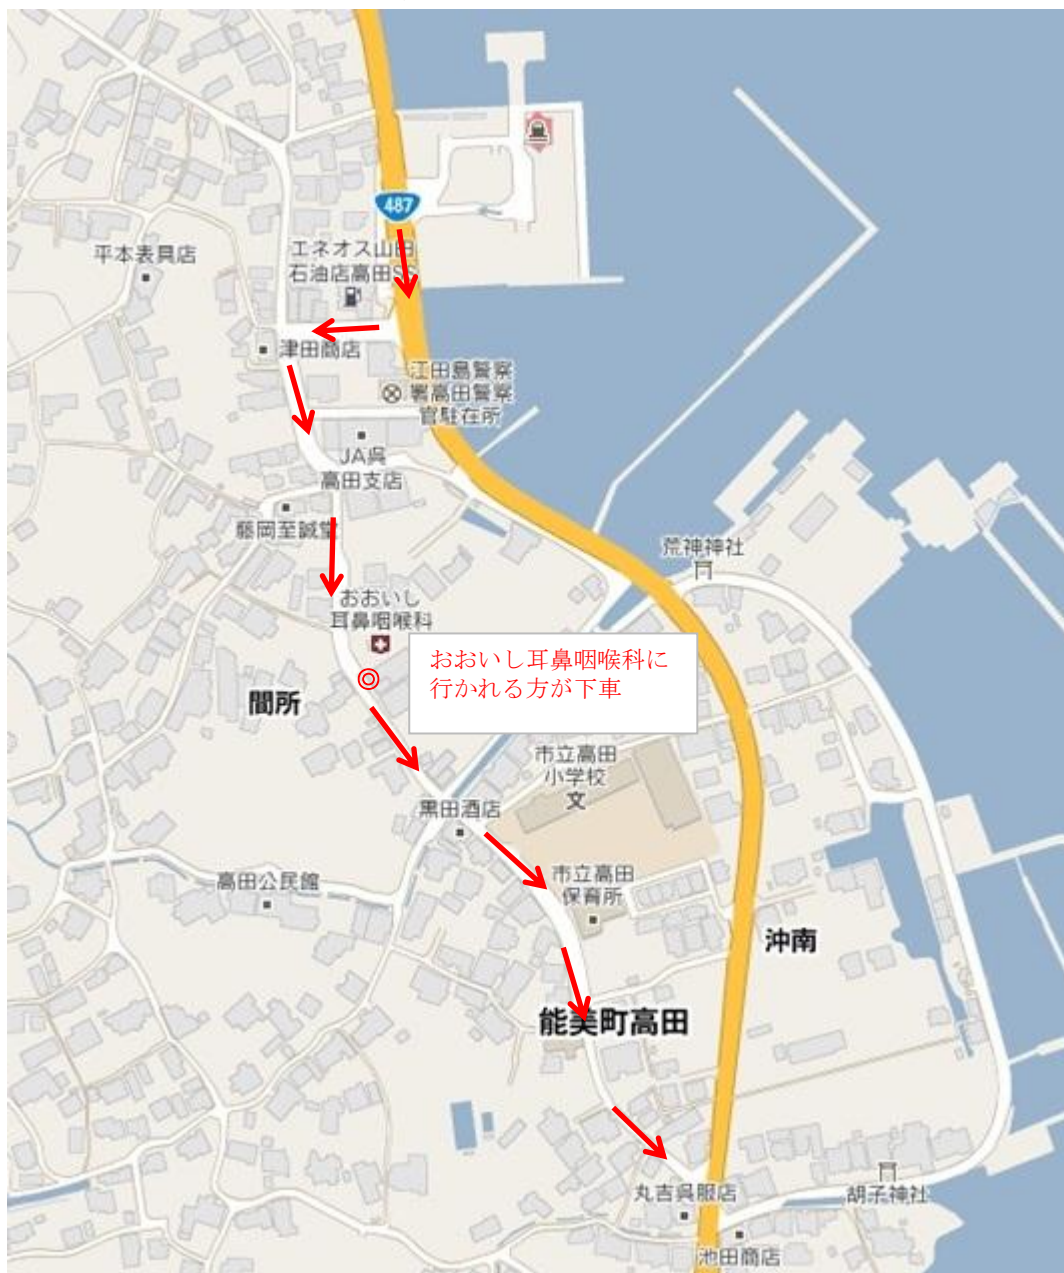 487
エネオス山田
石油店高田SS
平本表具店
津田商店
江田島警察
署高田警察
官駐在所
JA呉
高田支店
藤岡至誠堂
荒神神社
おおいし
耳鼻咽喉科
おおいし耳鼻咽喉科に
行かれる方が下車
間所
市立高田
小学校
文
黒田酒店
高田公民館
市立高田
保育所
沖南
能美町高田
丸吉呉服店
胡子神社
池田商店